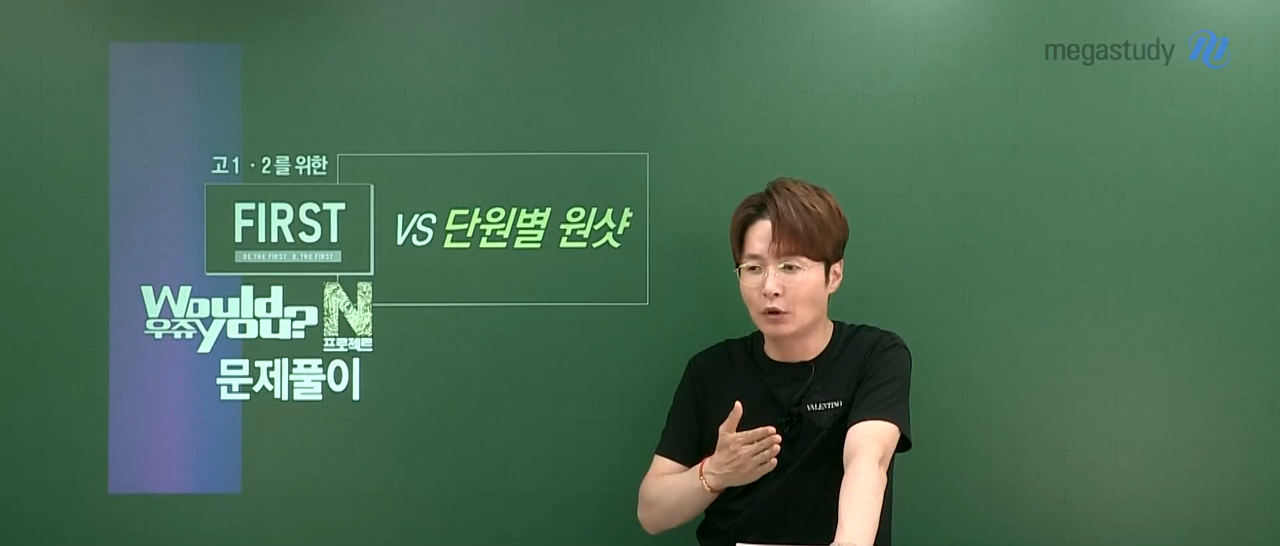 megastudy M
고1·2를 위한
FIRST
BE THE FIRST, B, THE FIRST
VS 단원별 원샷
Would you? N
우쥬 프로젝트
문제풀이
VALENTINO